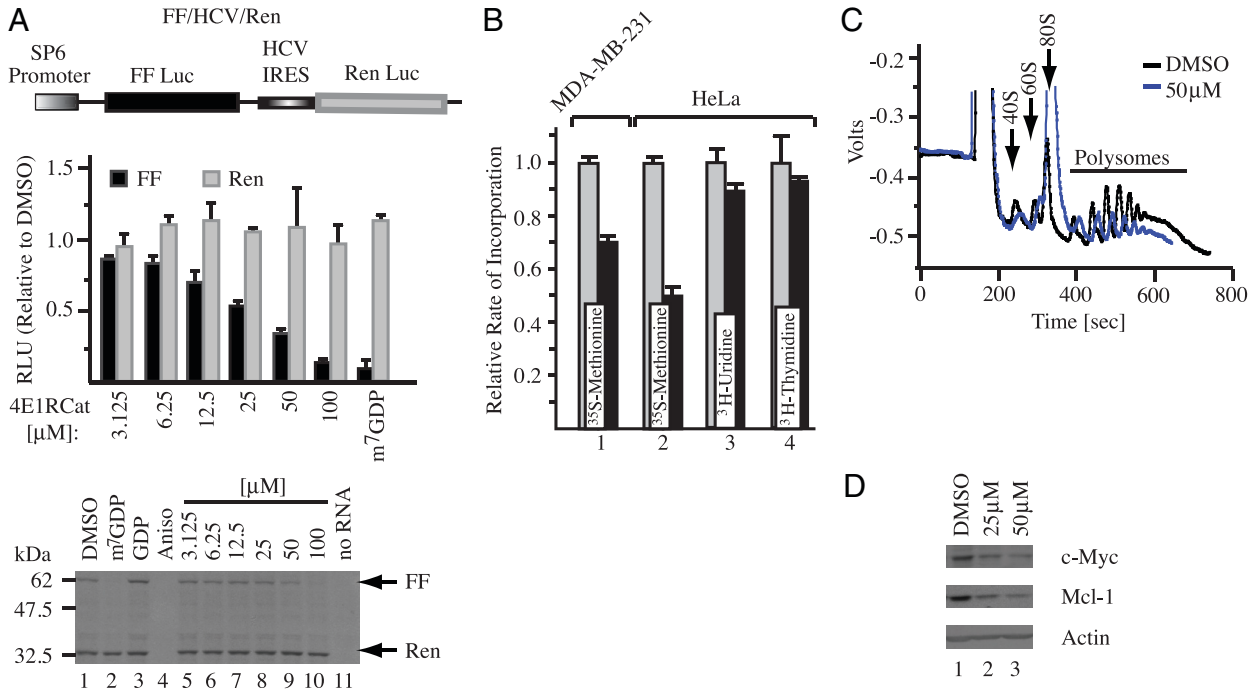 A
FF/HCV/Ren
SP6
Promoter
FF Luc
HCV
IRES
Ren Luc
RLU (Relative to DMSO)
1.5
1.0
0.5
FF
Ren
4E1RCat
[μM]:
3.125
6.25
12.5
25
50
100
m⁷GDP
[μM]
DMSO
m⁷GDP
GDP
Aniso
3.125
6.25
12.5
25
50
100
no RNA
kDa
62
47.5
32.5
FF
Ren
1 2 3 4 5 6 7 8 9 10 11
B
MDA-MB-231
HeLa
Relative Rate of Incorporation
1.0
0.8
0.6
0.4
0.2
³⁵S-Methionine
³⁵S-Methionine
³H-Uridine
³H-Thymidine
1 2 3 4
C
Volts
-0.2
-0.3
-0.4
-0.5
40S
60S
80S
DMSO
50μM
Polysomes
0 200 400 600 800
Time [sec]
D
DMSO
25μM
50μM
c-Myc
Mcl-1
Actin
1 2 3